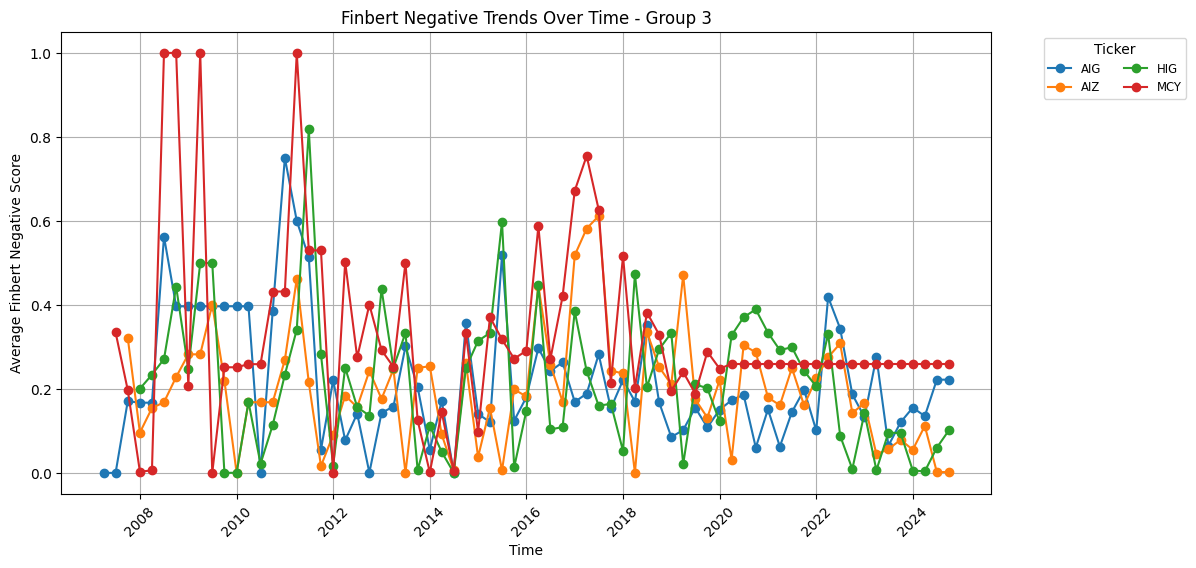 Finbert Negative Trends Over Time - Group 3
Ticker
AIG HIG
AIZ MCY
1.0
0.8
0.6
0.4
0.2
0.0
Average Finbert Negative Score
2008 2010 2012 2014 2016 2018 2020 2022 2024
Time